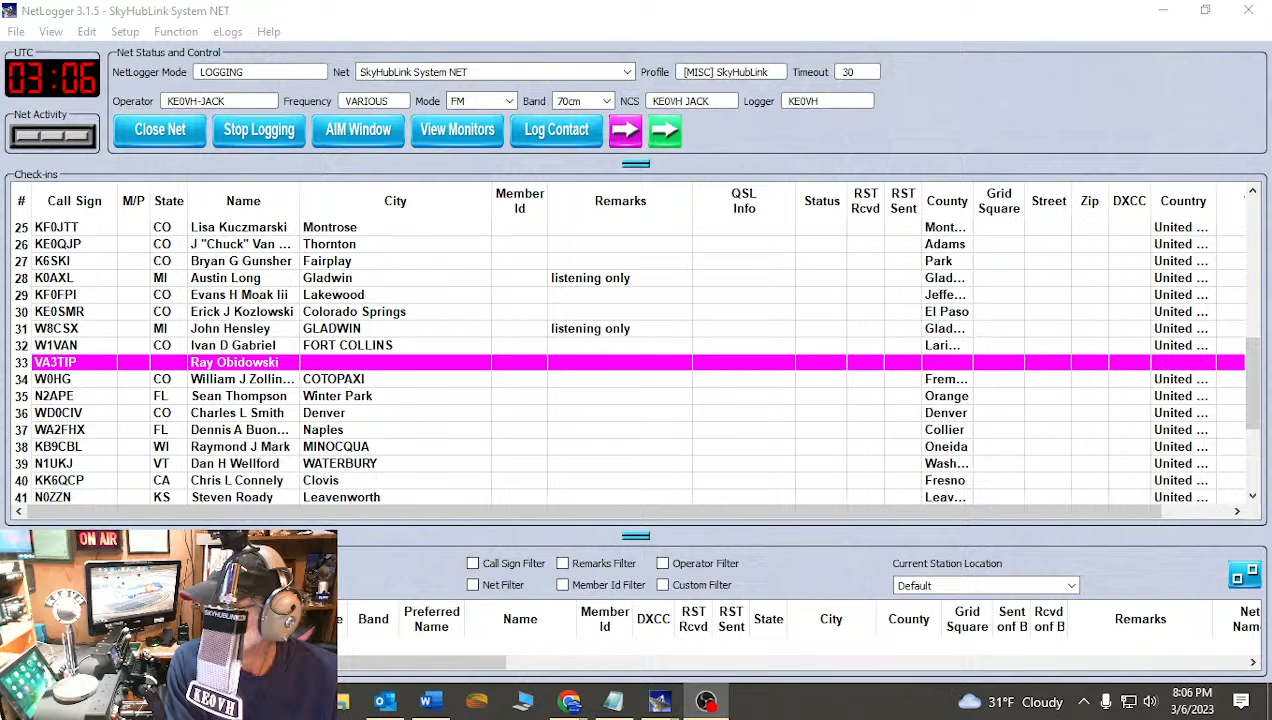 NetLogger 3.1.5 - SkyHubLink System NET
File View Edit Setup Function eLogs Help
UTC
03:06
Net Activity
Net Status and Control
NetLogger Mode LOGGING Net SkyHubLink System NET Profile [MISC] SkyHubLink Timeout 30
Operator KE0VH-JACK Frequency VARIOUS Mode FM Band 70cm NCS KE0VH JACK Logger KE0VH
Close Net Stop Logging AIM Window View Monitors Log Contact
Check-ins
# Call Sign M/P State Name City Member Id Remarks QSL Info Status RST Rcvd RST Sent County Grid Square Street Zip DXCC Country
25 KF0JTT CO Lisa Kuczmarski Montrose Mont... United ...
26 KE0QJP CO J "Chuck" Van ... Thornton Adams United ...
27 K6SKI CO Bryan G Gunsher Fairplay Park United ...
28 K0AXL MI Austin Long Gladwin listening only Glad... United ...
29 KF0FPI CO Evans H Moak Iii Lakewood Jeffe... United ...
30 KE0SMR CO Erick J Kozlowski Colorado Springs El Paso United ...
31 W8CSX MI John Hensley GLADWIN listening only Glad... United ...
32 W1VAN CO Ivan D Gabriel FORT COLLINS Lari... United ...
33 VA3TIP Ray Obidowski
34 W0HG CO William J Zollin... COTOPAXI Frem... United ...
35 N2APE FL Sean Thompson Winter Park Orange United ...
36 WD0CIV CO Charles L Smith Denver Denver United ...
37 WA2FHX FL Dennis A Buon... Naples Collier United ...
38 KB9CBL WI Raymond J Mark MINOCQUA Oneida United ...
39 N1UKJ VT Dan H Wellford WATERBURY Wash... United ...
40 KK6QCP CA Chris L Connely Clovis Fresno United ...
41 N0ZZN KS Steven Roady Leavenworth Leav... United ...
ON AIR
SKYHUBLINK
KE0VH
Call Sign Filter Remarks Filter Operator Filter
Net Filter Member Id Filter Custom Filter
Current Station Location
Default
e Band Preferred Name Name Member Id DXCC RST Rcvd RST Sent State City County Grid Square Sent onf B Rcvd onf B Remarks Net Name
31°F Cloudy
8:06 PM
3/6/2023